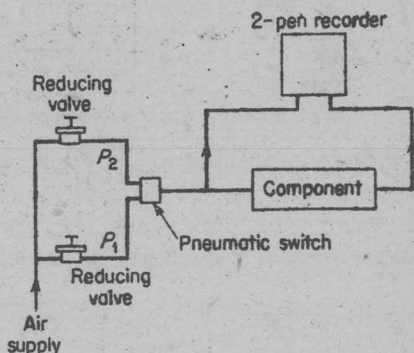 2-pen recorder
Reducing
valve
P2
Component
P1
Pneumatic switch
Reducing
valve
Air
supply